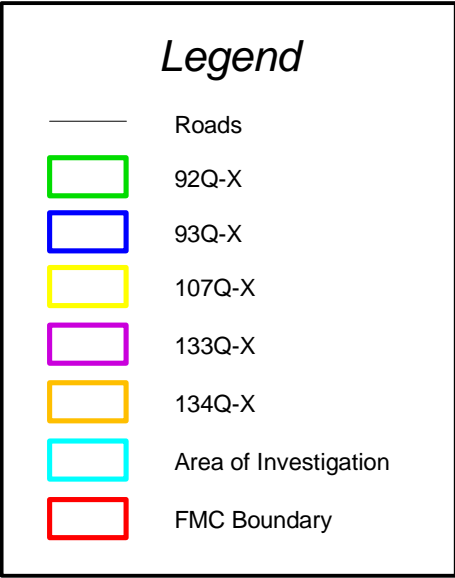 Legend
Roads
92Q-X
93Q-X
107Q-X
133Q-X
134Q-X
Area of Investigation
FMC Boundary